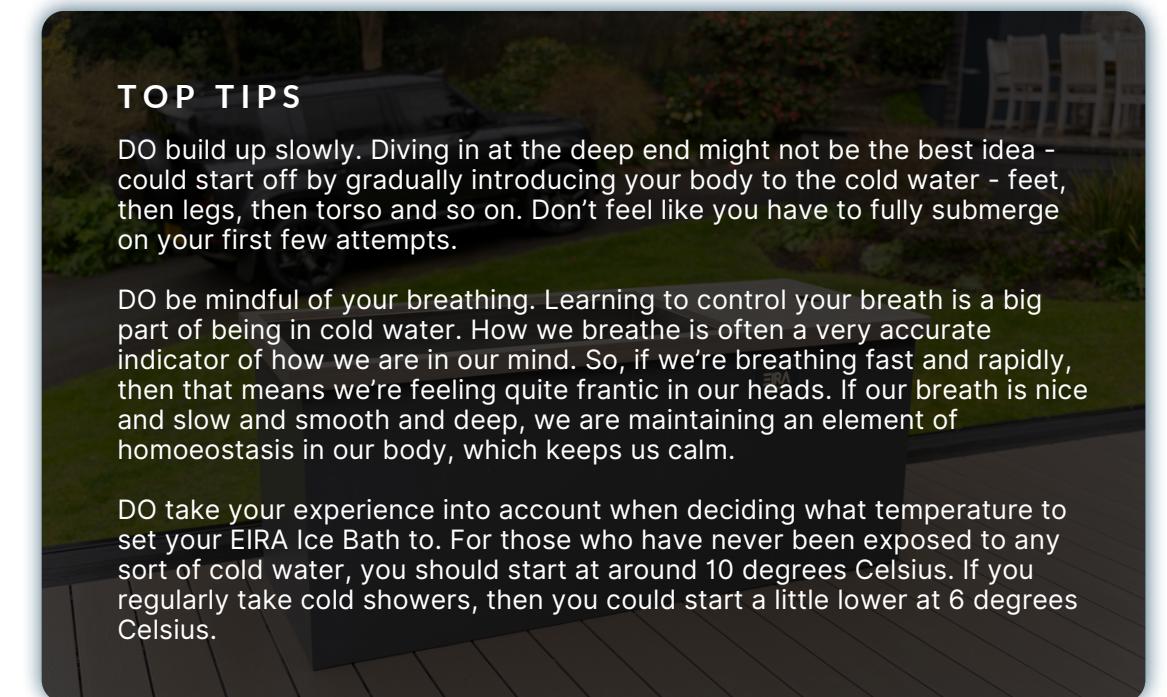 TOP TIPS
DO build up slowly. Diving in at the deep end might not be the best idea -
could start off by gradually introducing your body to the cold water - feet,
then legs, then torso and so on. Don’t feel like you have to fully submerge
on your first few attempts.
DO be mindful of your breathing. Learning to control your breath is a big
part of being in cold water. How we breathe is often a very accurate
indicator of how we are in our mind. So, if we’re breathing fast and rapidly,
then that means we’re feeling quite frantic in our heads. If our breath is nice
and slow and smooth and deep, we are maintaining an element of
homoeostasis in our body, which keeps us calm.
DO take your experience into account when deciding what temperature to
set your EIRA Ice Bath to. For those who have never been exposed to any
sort of cold water, you should start at around 10 degrees Celsius. If you
regularly take cold showers, then you could start a little lower at 6 degrees
Celsius.
EIRA